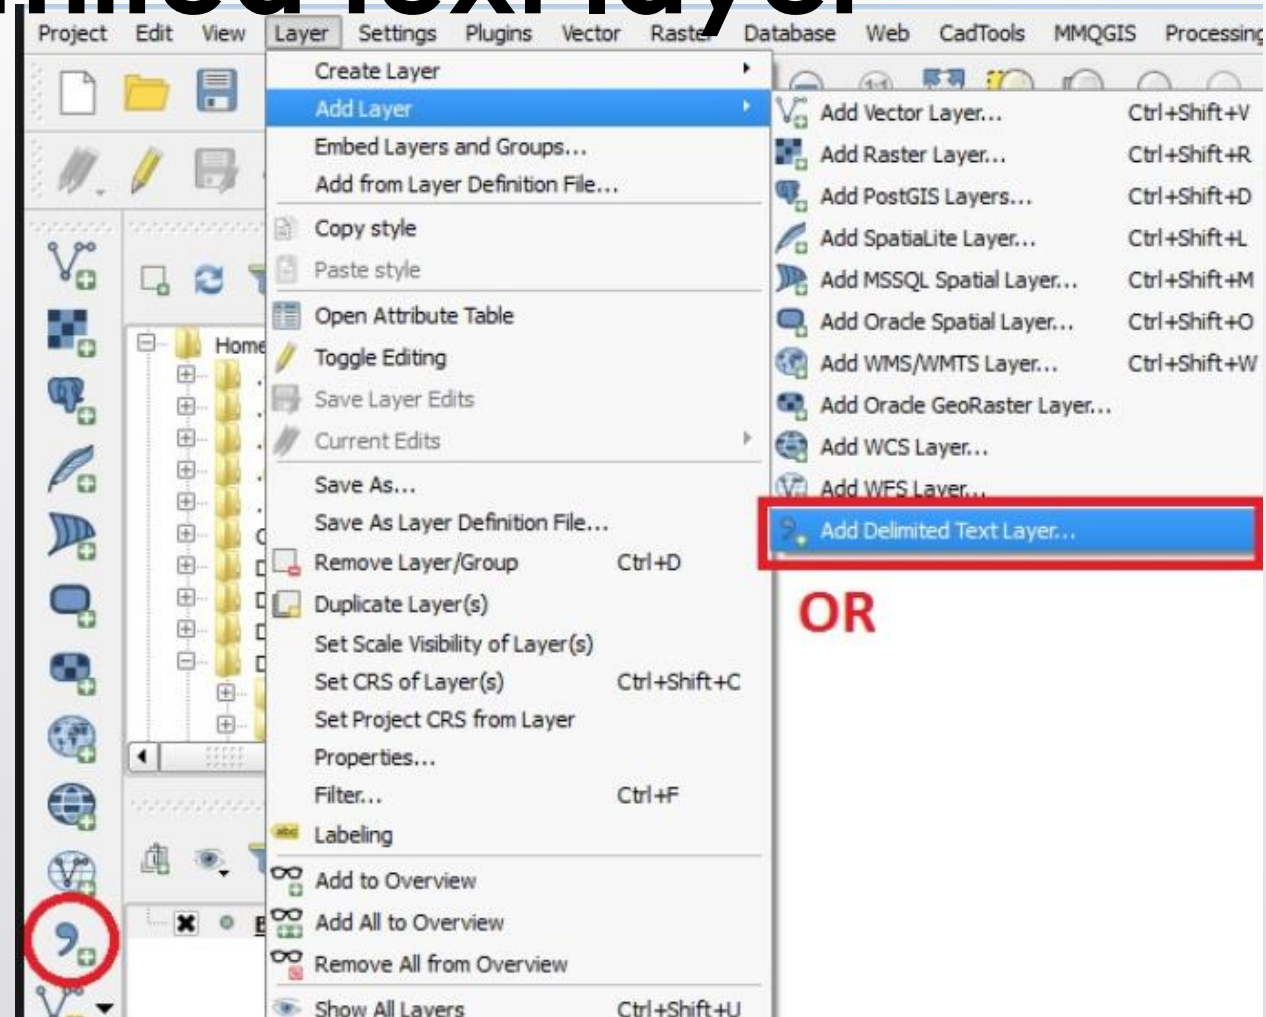 Text layer
Project Edit View Layer Settings Plugins Vector Raster Database Web CadTools MMQGIS Processing
Create Layer
Add Layer
Embed Layers and Groups...
Add from Layer Definition File...
Copy style
Paste style
Open Attribute Table
Toggle Editing
Save Layer Edits
Current Edits
Save As...
Save As Layer Definition File...
Remove Layer/Group Ctrl+D
Duplicate Layer(s)
Set Scale Visibility of Layer(s)
Set CRS of Layer(s) Ctrl+Shift+C
Set Project CRS from Layer
Properties...
Filter... Ctrl+F
abc Labeling
Add to Overview
Add All to Overview
Remove All from Overview
Show All Layers Ctrl+Shift+U
Add Vector Layer... Ctrl+Shift+V
Add Raster Layer... Ctrl+Shift+R
Add PostGIS Layers... Ctrl+Shift+D
Add SpatiaLite Layer... Ctrl+Shift+L
Add MSSQL Spatial Layer... Ctrl+Shift+M
Add Oracle Spatial Layer... Ctrl+Shift+O
Add WMS/WMTS Layer... Ctrl+Shift+W
Add Oracle GeoRaster Layer...
Add WCS Layer...
Add WFS Layer...
Add Delimited Text Layer...
OR
Home